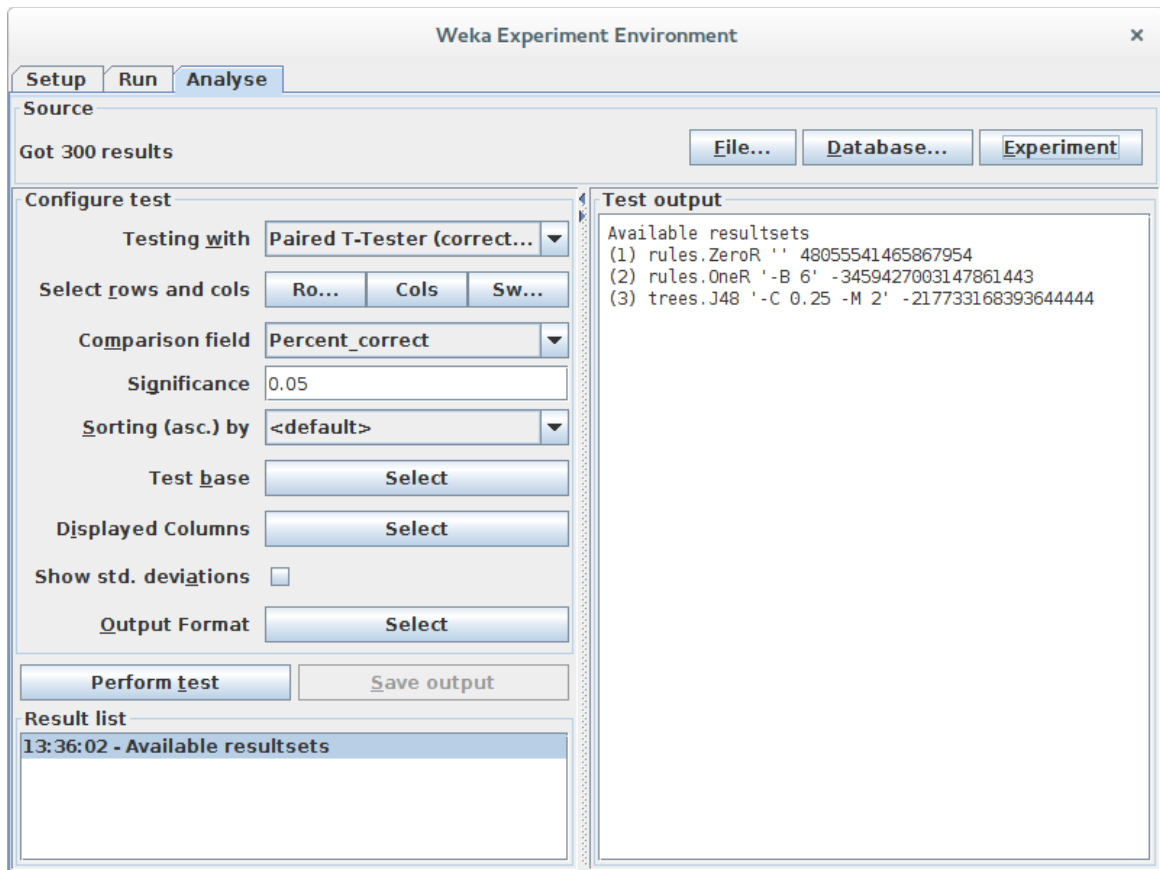 Weka Experiment Environment
Setup Run Analyse
Source
Got 300 results File... Database... Experiment
Configure test
Testing with Paired T-Tester (correct...
Select rows and cols Ro... Cols Sw...
Comparison field Percent_correct
Significance 0.05
Sorting (asc.) by <default>
Test base Select
Displayed Columns Select
Show std. deviations
Output Format Select
Perform test Save output
Result list
13:36:02 - Available resultsets
Test output
Available resultsets
(1) rules.ZeroR '' 48055541465867954
(2) rules.OneR '-B 6' -3459427003147861443
(3) trees.J48 '-C 0.25 -M 2' -217733168393644444